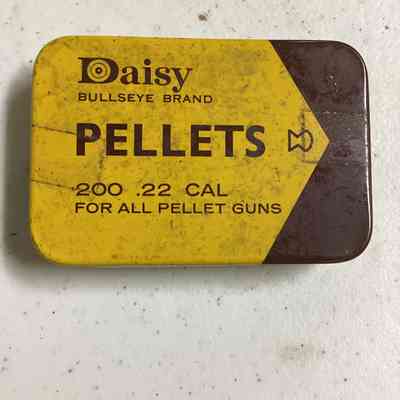 Daisy
BULLSEYE BRAND
PELLETS
200 .22 CAL
FOR ALL PELLET GUNS